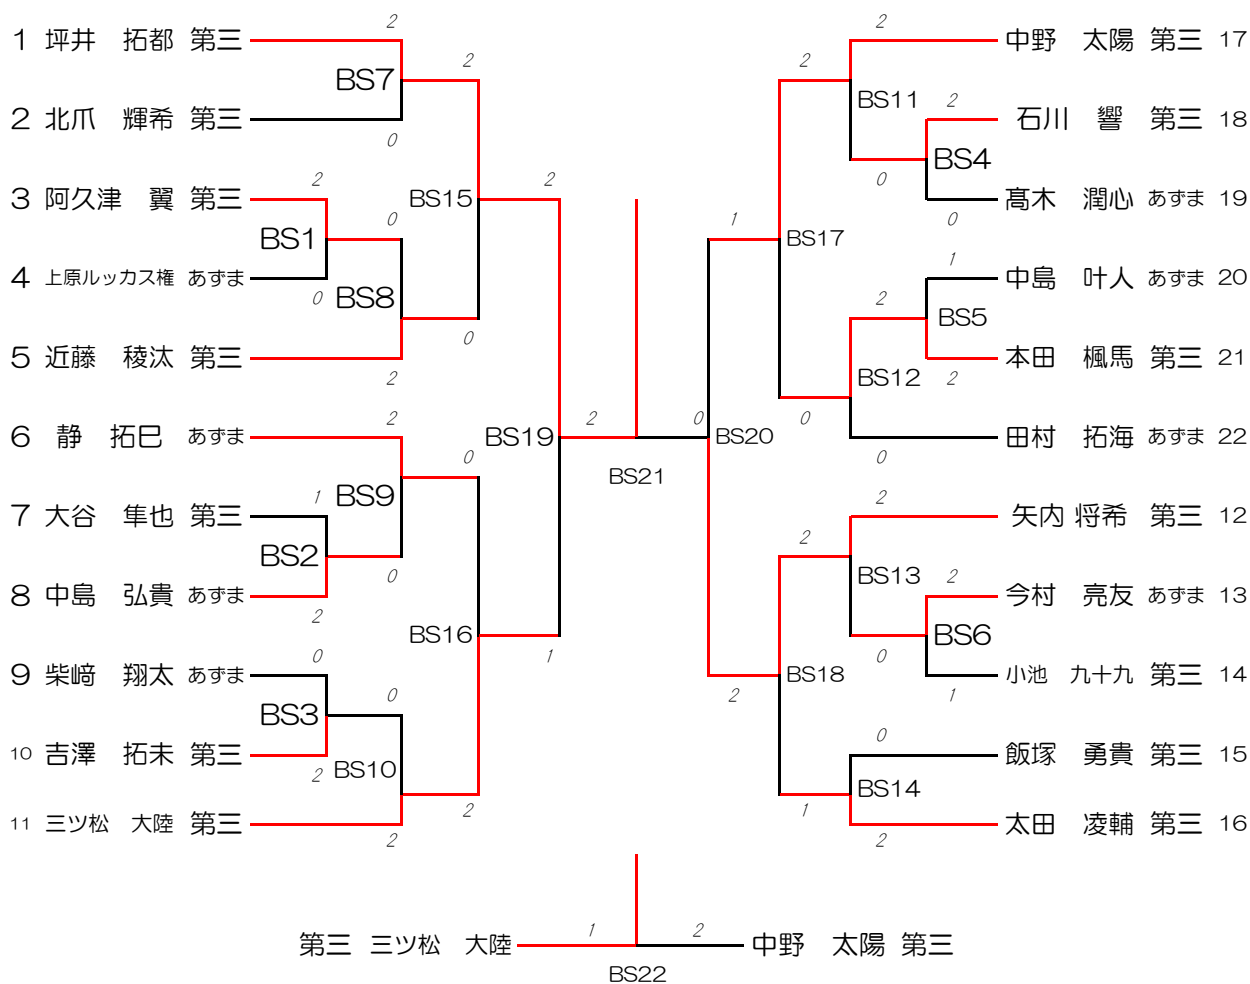 1 坪井 拓都 第三
2 北爪 輝希 第三
3 阿久津 翼 第三
4 上原ルッカス権 あずま
5 近藤 稜汰 第三
6 静 拓巳 あずま
7 大谷 隼也 第三
8 中島 弘貴 あずま
9 柴﨑 翔太 あずま
10 吉澤 拓未 第三
11 三ツ松 大陸 第三
2
BS7
0
2
BS1
0
0
BS8
2
2
BS15
0
2
BS9
0
1
BS2
2
0
BS3
2
0
BS10
2
0
BS16
2
2
BS19
1
2
0
BS21
中野 太陽 第三 17
石川 響 第三 18
髙木 潤心 あずま 19
中島 叶人 あずま 20
本田 楓馬 第三 21
田村 拓海 あずま 22
矢内 将希 第三 12
今村 亮友 あずま 13
小池 九十九 第三 14
飯塚 勇貴 第三 15
太田 凌輔 第三 16
2
BS11
0
2
BS4
0
1
BS5
2
2
BS12
0
2
BS17
0
2
BS13
0
2
BS6
1
0
BS14
2
2
BS18
1
1
BS20
2
第三 三ツ松 大陸
1
2
中野 太陽 第三
BS22